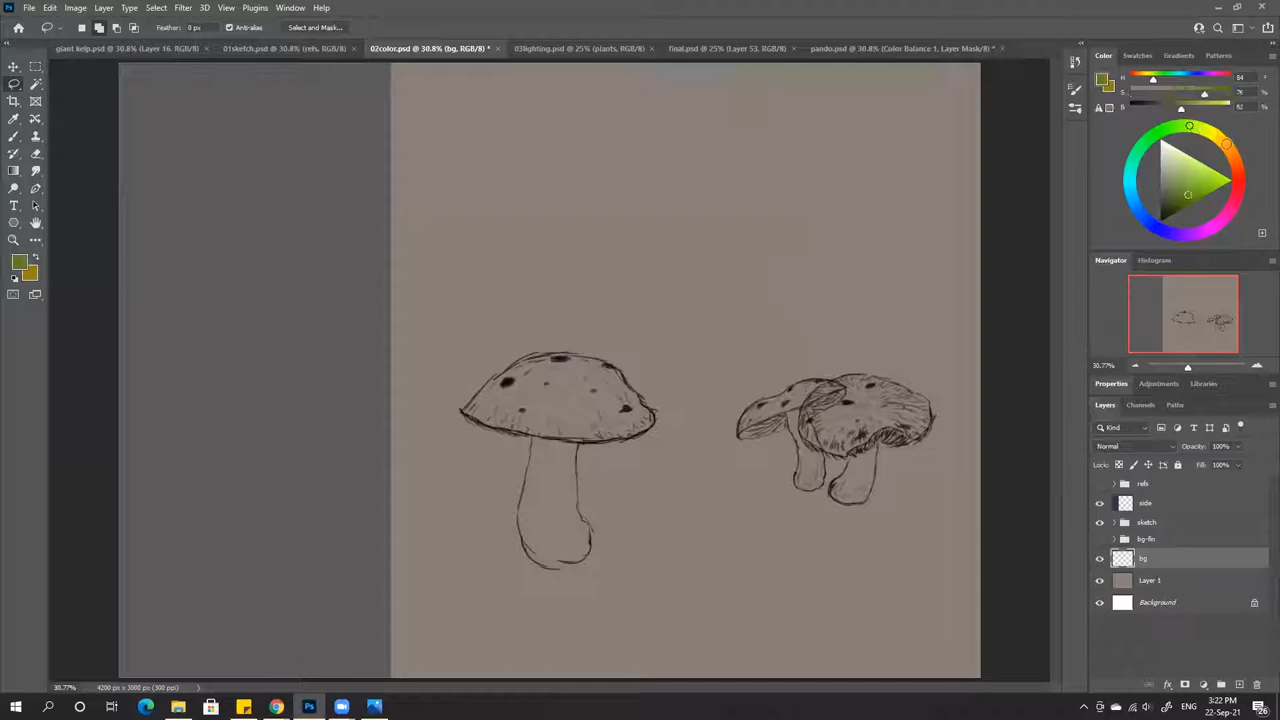 File Edit Image Layer Type Select Filter 3D View Plugins Window Help
Feather: 0 px Anti-alias Select and Mask...
giant kelp.psd @ 30.8% (Layer 16, RGB/8) × 01sketch.psd @ 30.8% (refs, RGB/8) × 02color.psd @ 30.8% (bg, RGB/8) * × 03lighting.psd @ 25% (plants, RGB/8) × final.psd @ 25% (Layer 53, RGB/8) × pando.psd @ 30.8% (Color Balance 1, Layer Mask/8) * ×
Color Swatches Gradients Patterns
H 84 °
S 76 %
B 62 %
Navigator Histogram
30.77%
Properties Adjustments Libraries
Layers Channels Paths
Kind
Normal Opacity: 100%
Lock: Fill: 100%
refs
side
sketch
bg-fin
bg
Layer 1
Background
30.77% 4200 px x 3000 px (300 ppi)
Ps
ENG 3:22 PM
22-Sep-21 26